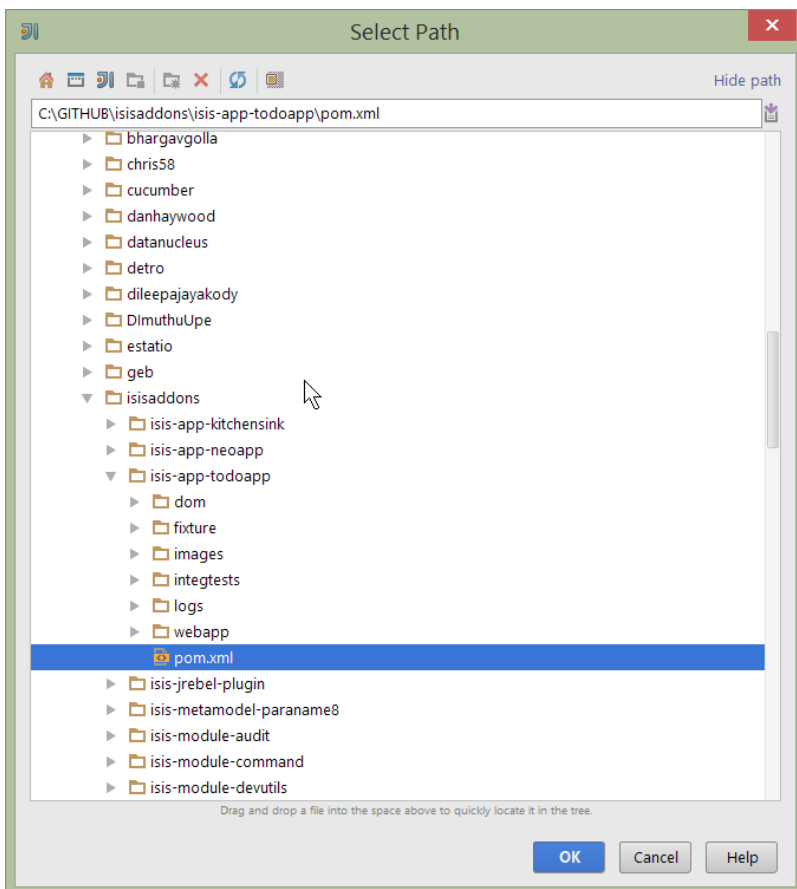 Select Path
Hide path
C:\GITHUB\isisaddons\isis-app-todoapp\pom.xml
bhargavgolla
chris58
cucumber
danhaywood
datanucleus
detro
dileepajayakody
DImuthuUpe
estatio
geb
isisaddons
isis-app-kitchensink
isis-app-neoapp
isis-app-todoapp
dom
fixture
images
integtests
logs
webapp
pom.xml
isis-jrebel-plugin
isis-metamodel-paraname8
isis-module-audit
isis-module-command
isis-module-devutils
Drag and drop a file into the space above to quickly locate it in the tree.
OK Cancel Help